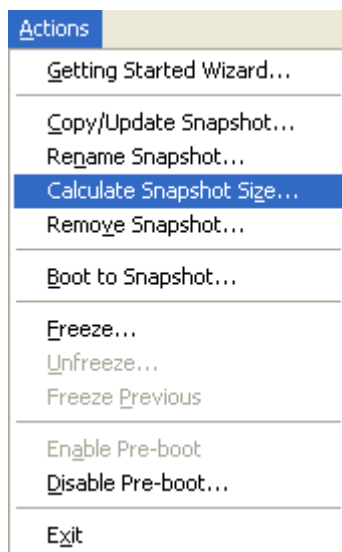 Actions
Getting Started Wizard...
Copy/Update Snapshot...
Rename Snapshot...
Calculate Snapshot Size...
Remove Snapshot...
Boot to Snapshot...
Freeze...
Unfreeze...
Freeze Previous
Enable Pre-boot
Disable Pre-boot...
Exit